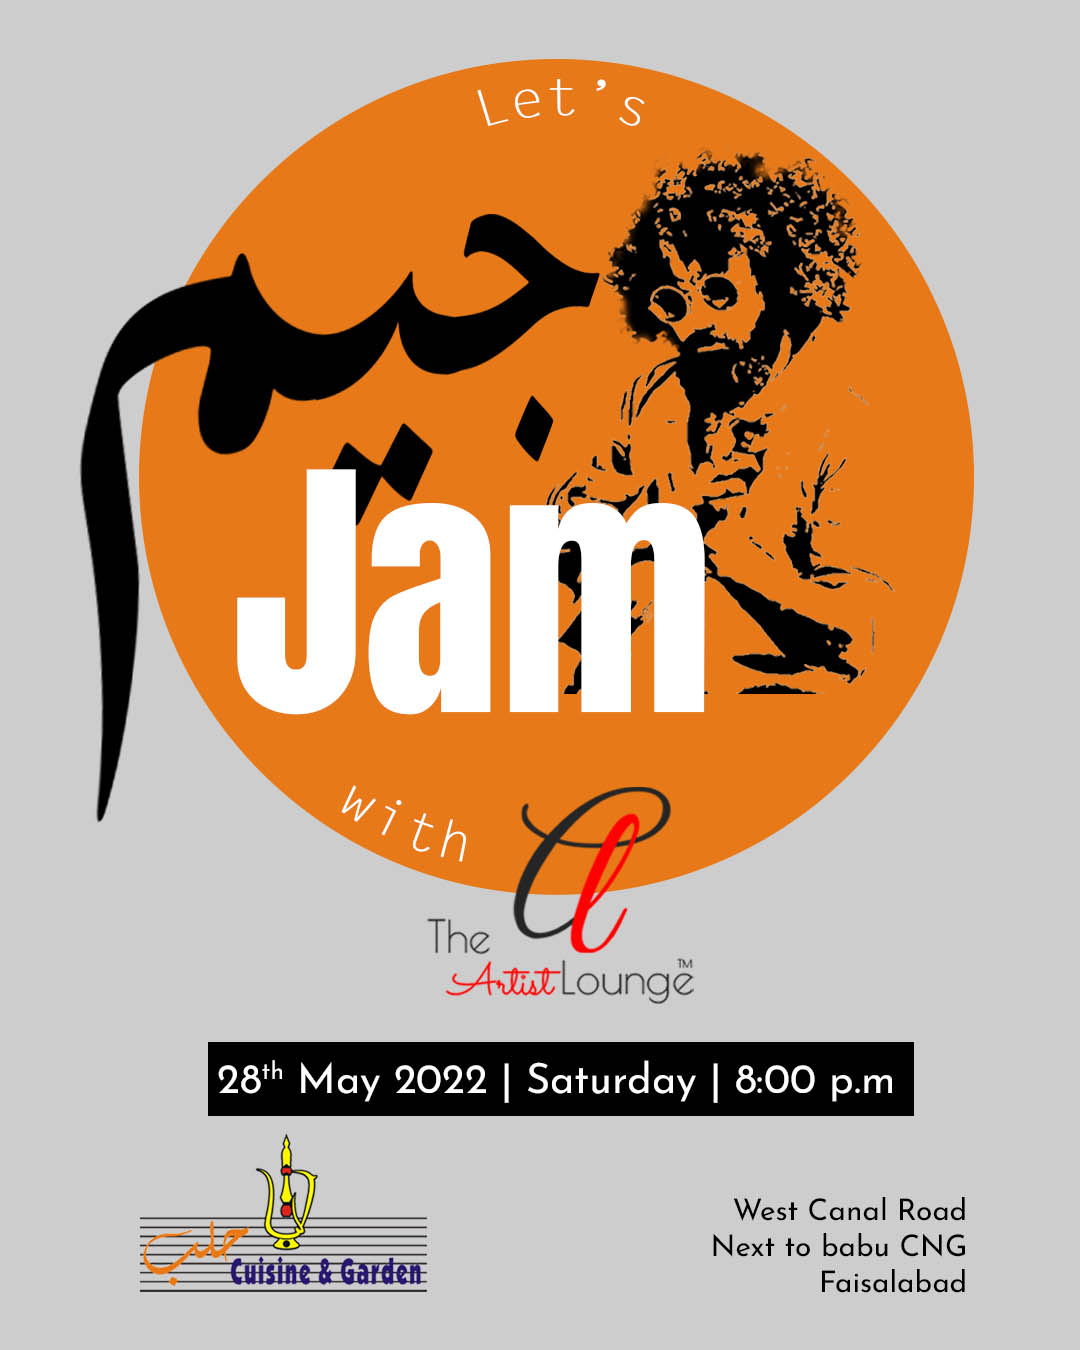 Let's
جیم
Jam
with
The
Artist Lounge™
28th May 2022 | Saturday | 8:00 p.m
حلب
Cuisine & Garden
West Canal Road
Next to babu CNG
Faisalabad